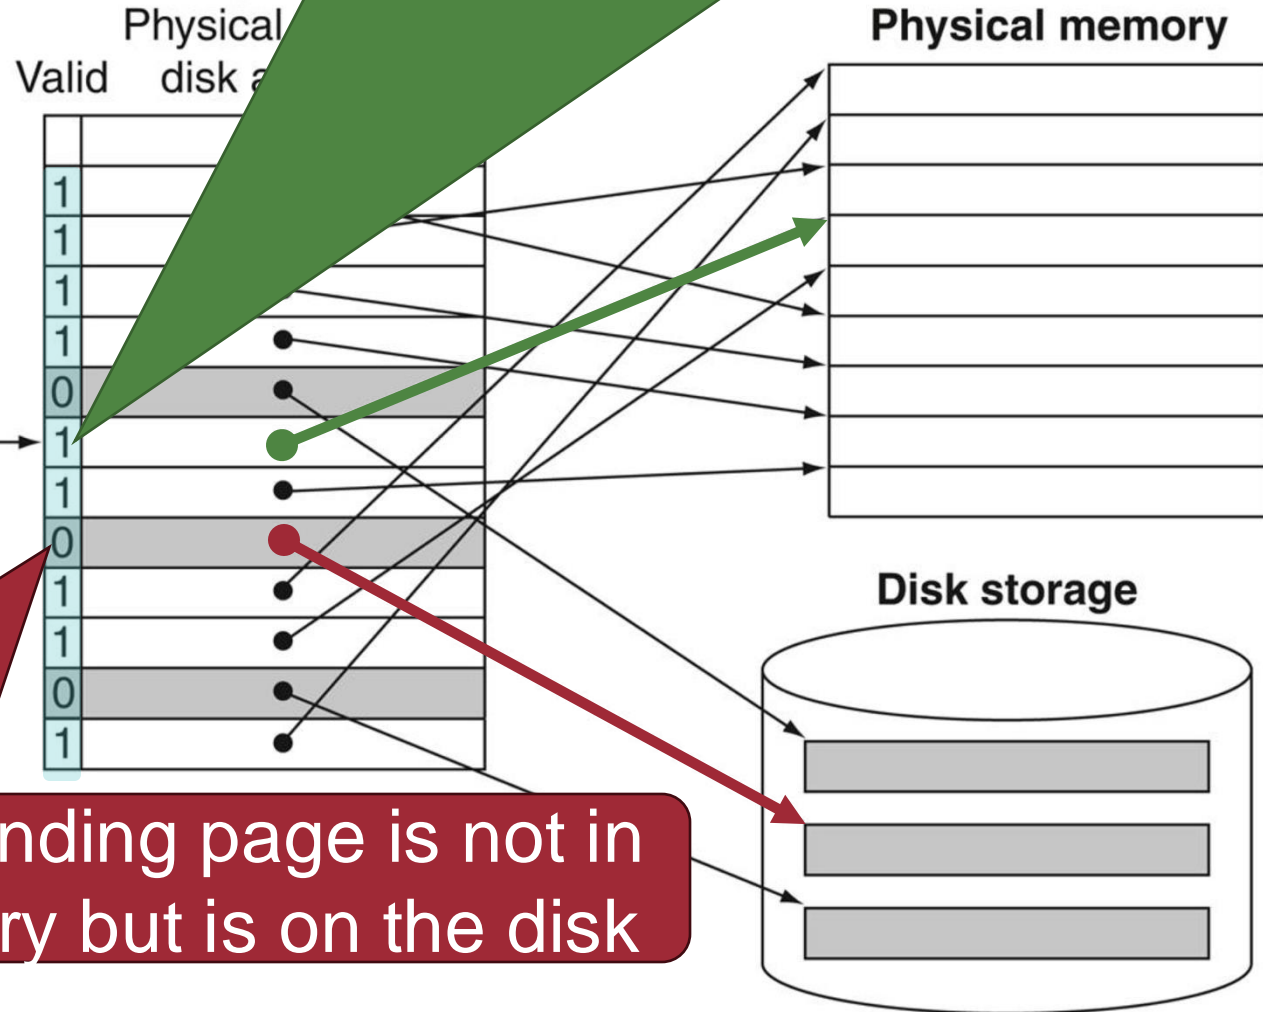 Physical
Valid disk a
Physical memory
1
1
1
1
0
1
1
0
1
1
0
1
Disk storage
nding page is not in
ry but is on the disk